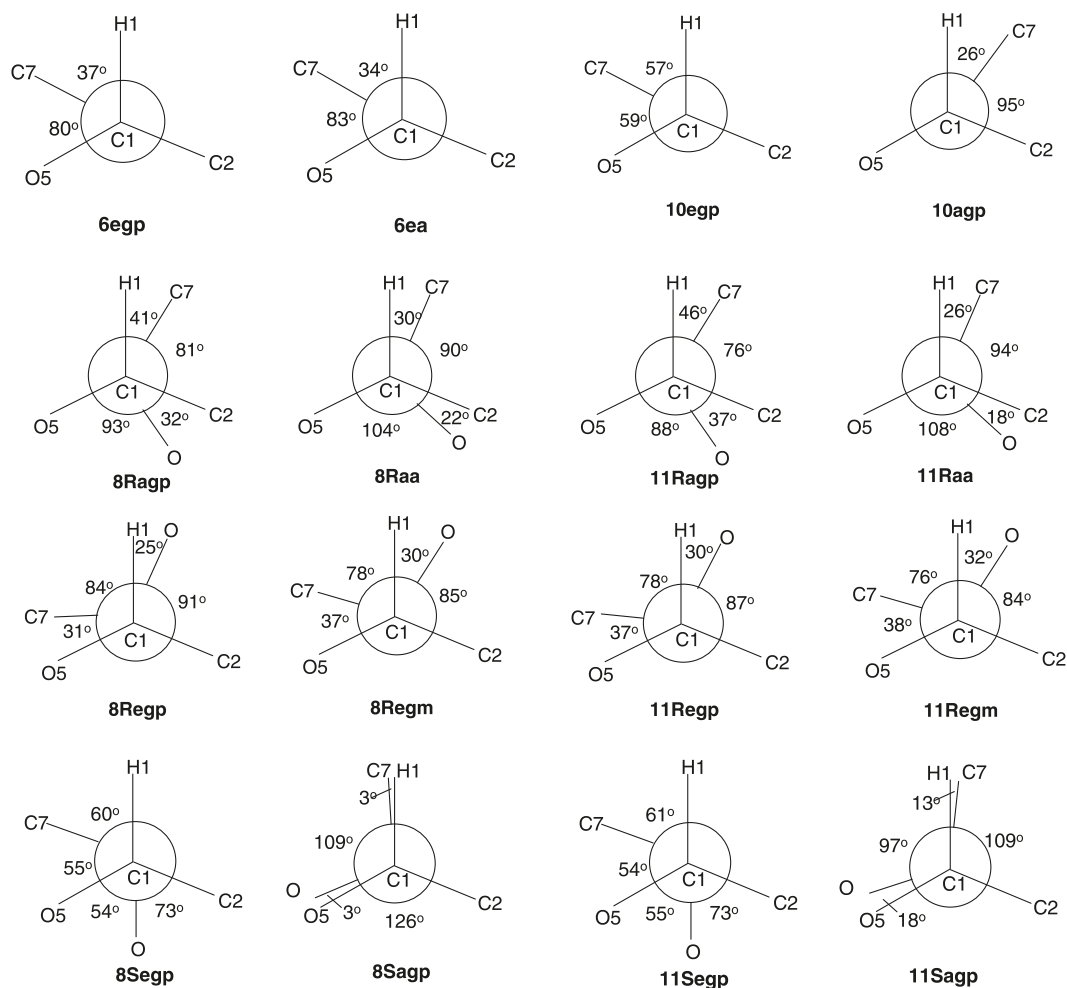 H1
C7
37°
80°
C1
C2
O5
6egp
H1
C7
34°
83°
C1
C2
O5
6ea
H1
C7
57°
59°
C1
C2
O5
10egp
H1
C7
26°
95°
C1
C2
O5
10agp
H1
C7
41°
81°
C1
C2
O5
93°
32°
O
8Ragp
H1
C7
30°
90°
C1
C2
O5
104°
22°
O
8Raa
H1
C7
46°
76°
C1
C2
O5
88°
37°
O
11Ragp
H1
C7
26°
94°
C1
C2
O5
108°
18°
O
11Raa
H1
O
25°
84°
91°
C7
31°
C1
O5
C2
8Regp
H1
O
30°
78°
85°
C7
37°
C1
O5
C2
8Regm
H1
O
30°
78°
87°
C7
37°
C1
O5
C2
11Regp
H1
O
32°
76°
84°
C7
38°
C1
O5
C2
11Regm
H1
60°
C7
55°
C1
O5
54°
73°
C2
O
8Segp
C7
H1
3°
109°
C1
O
O5
3°
126°
C2
8Sagp
H1
61°
C7
54°
C1
O5
55°
73°
C2
O
11Segp
H1
C7
13°
97°
109°
C1
O
O5
18°
C2
11Sagp